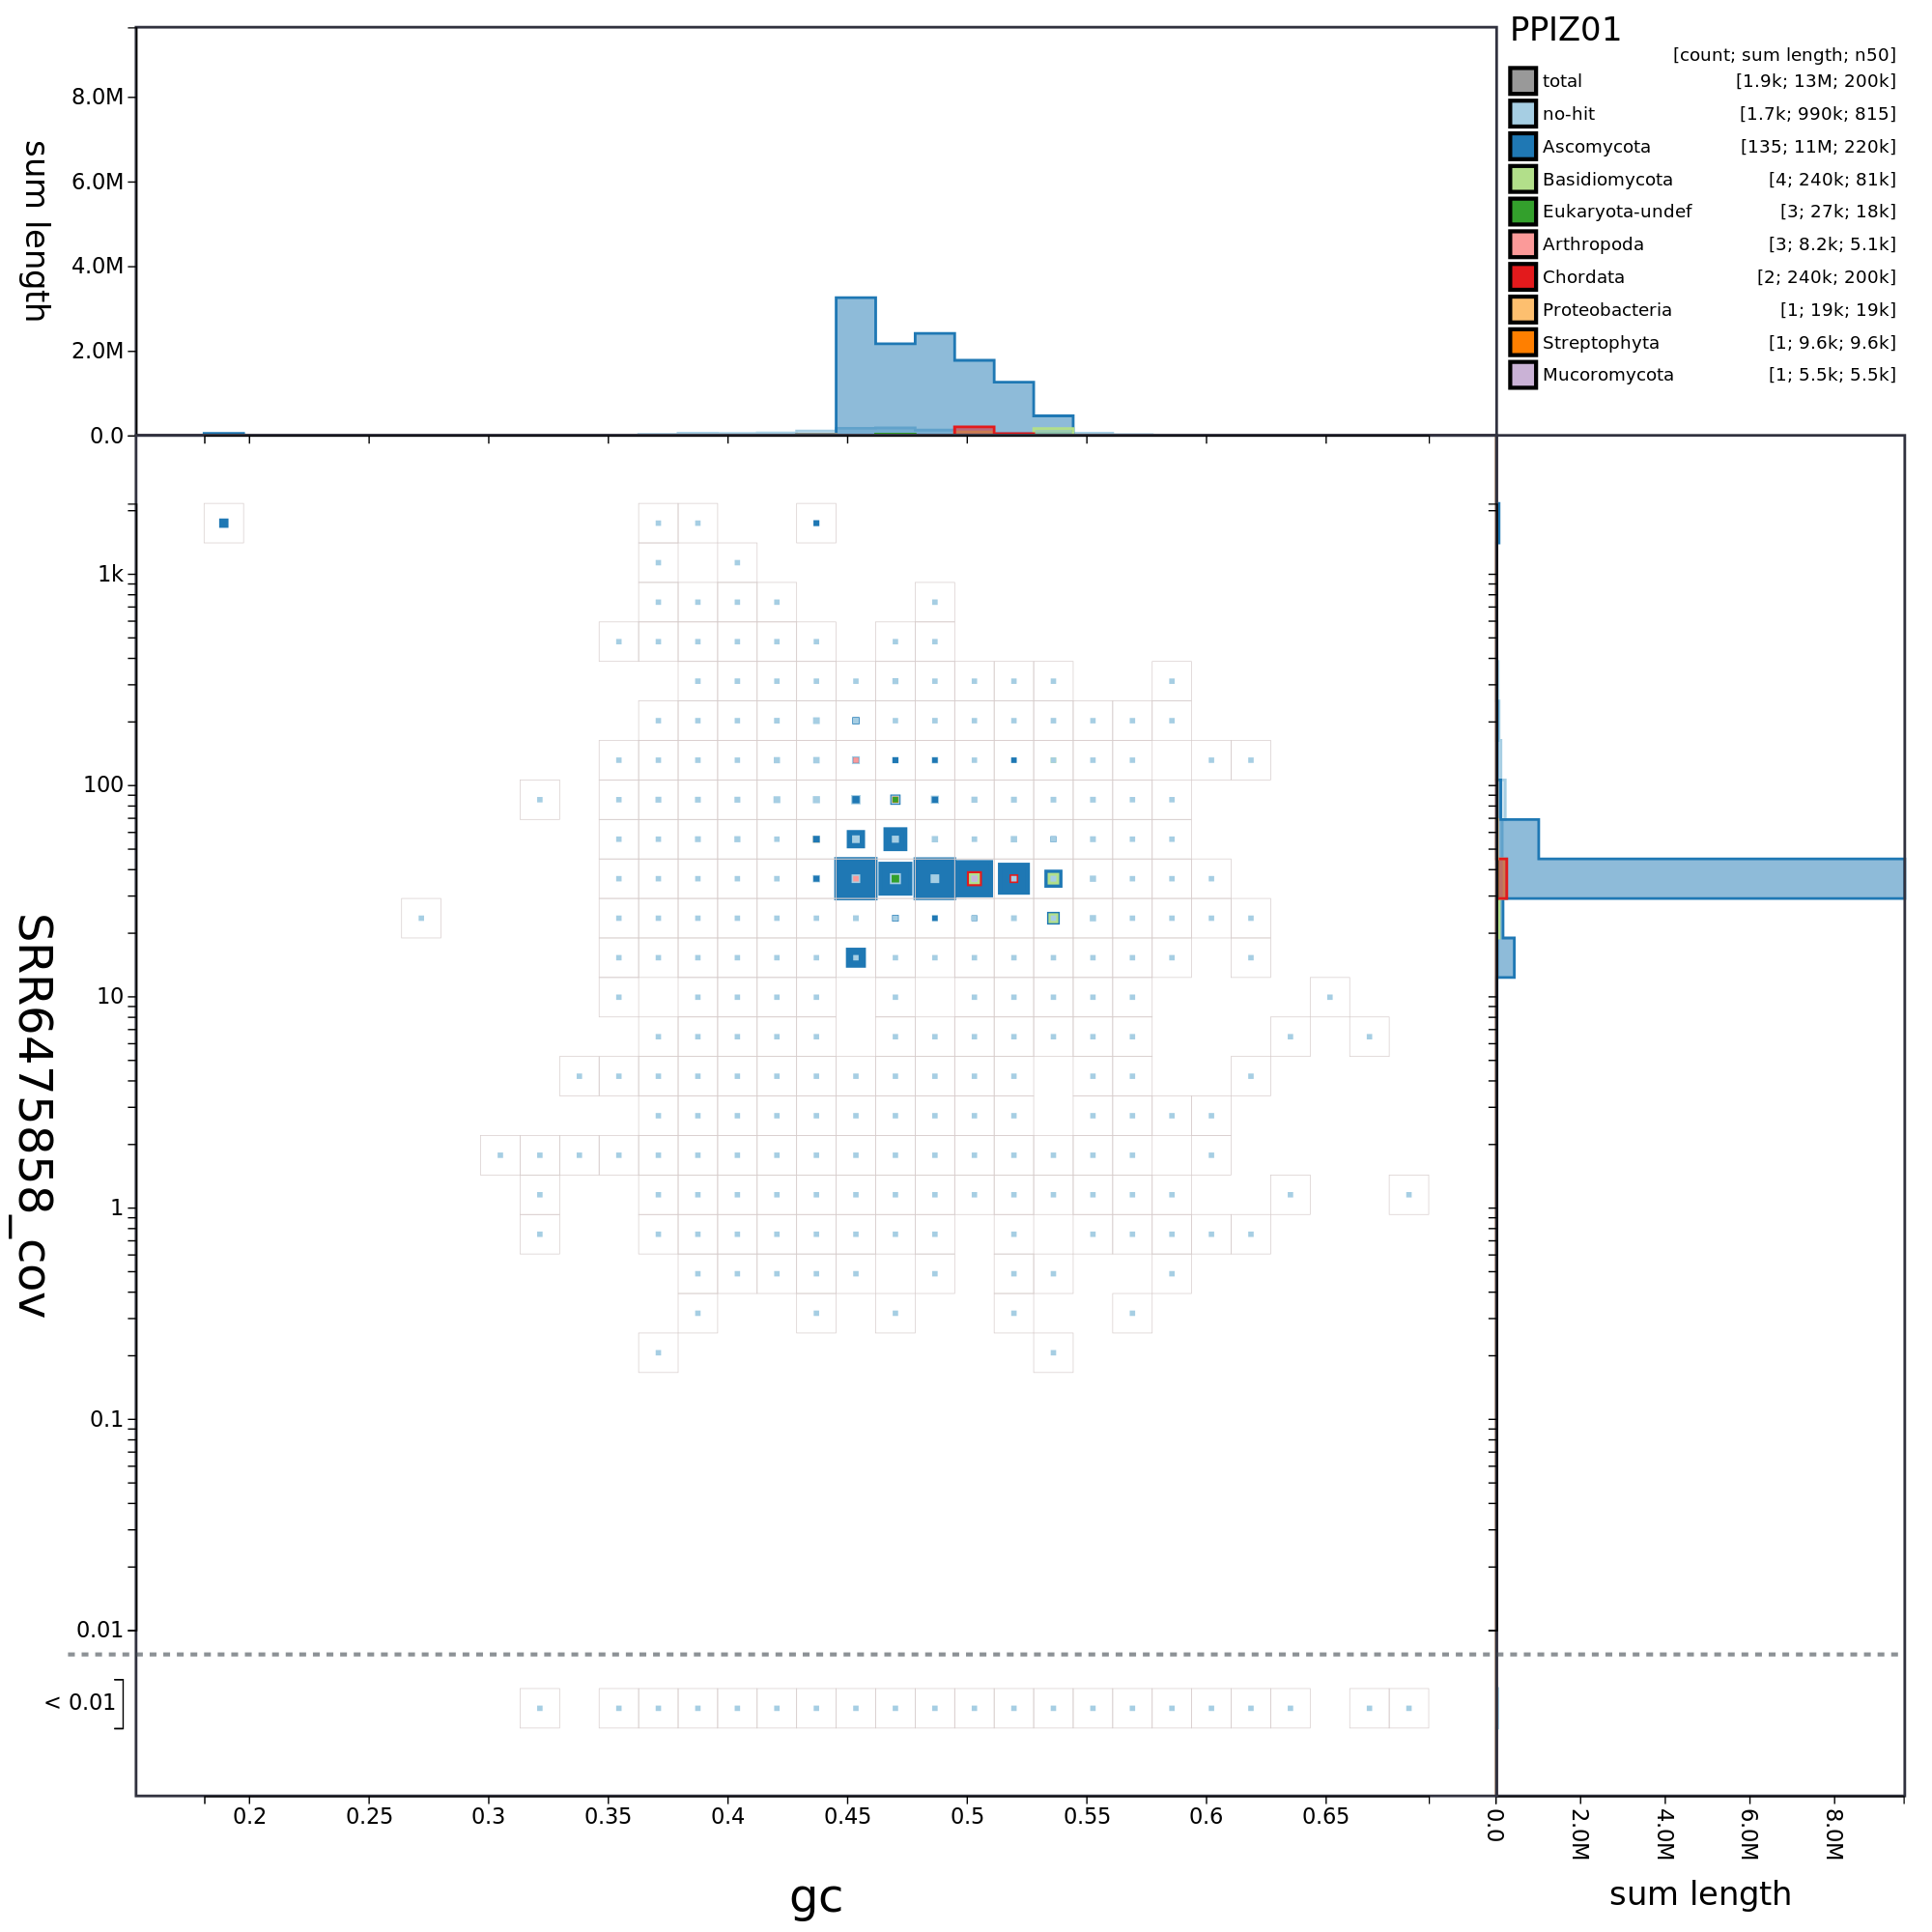 PPIZ01
[count; sum length; n50]
total [1.9k; 13M; 200k]
no-hit [1.7k; 990k; 815]
Ascomycota [135; 11M; 220k]
Basidiomycota [4; 240k; 81k]
Eukaryota-undef [3; 27k; 18k]
Arthropoda [3; 8.2k; 5.1k]
Chordata [2; 240k; 200k]
Proteobacteria [1; 19k; 19k]
Streptophyta [1; 9.6k; 9.6k]
Mucoromycota [1; 5.5k; 5.5k]
sum length
8.0M
6.0M
4.0M
2.0M
0.0
SRR6475858_cov
1k
100
10
1
0.1
0.01
< 0.01
0.2 0.25 0.3 0.35 0.4 0.45 0.5 0.55 0.6 0.65
gc
0.0 2.0M 4.0M 6.0M 8.0M
sum length